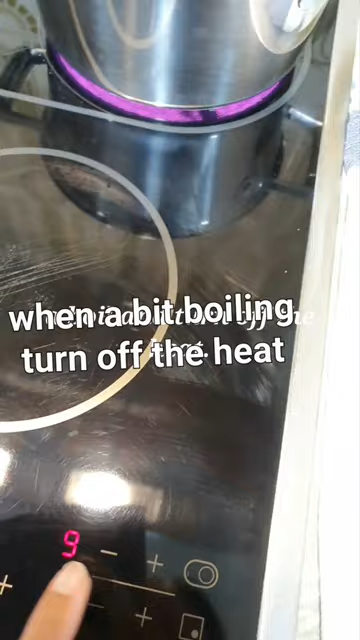 when a bit boiling
turn off the heat
9
− +
+
− +